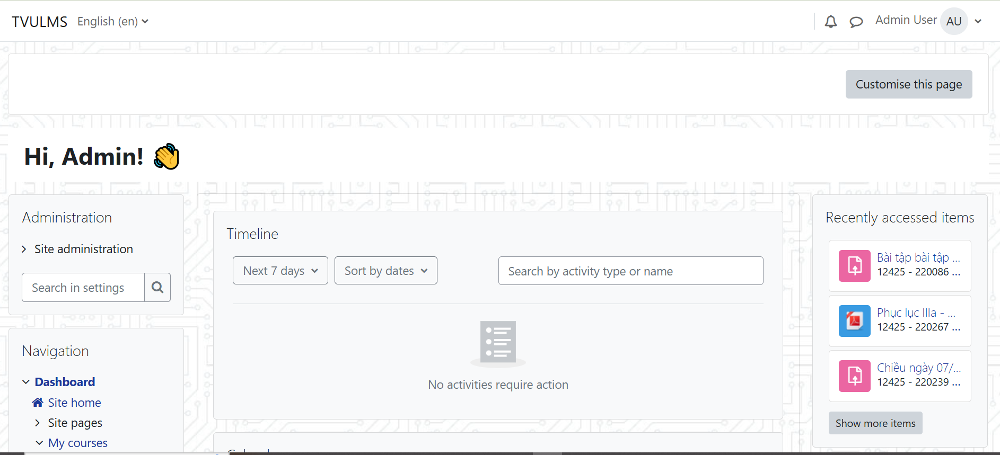 TVULMS English (en) Admin User AU
Customise this page
Hi, Admin!
Administration
Site administration
Search in settings
Navigation
Dashboard
Site home
Site pages
My courses
Timeline
Next 7 days Sort by dates Search by activity type or name
No activities require action
Recently accessed items
Bài tập bài tập ...
12425 - 220086 ...
Phục lục IIIa - ...
12425 - 220267 ...
Chiều ngày 07/...
12425 - 220239 ...
Show more items